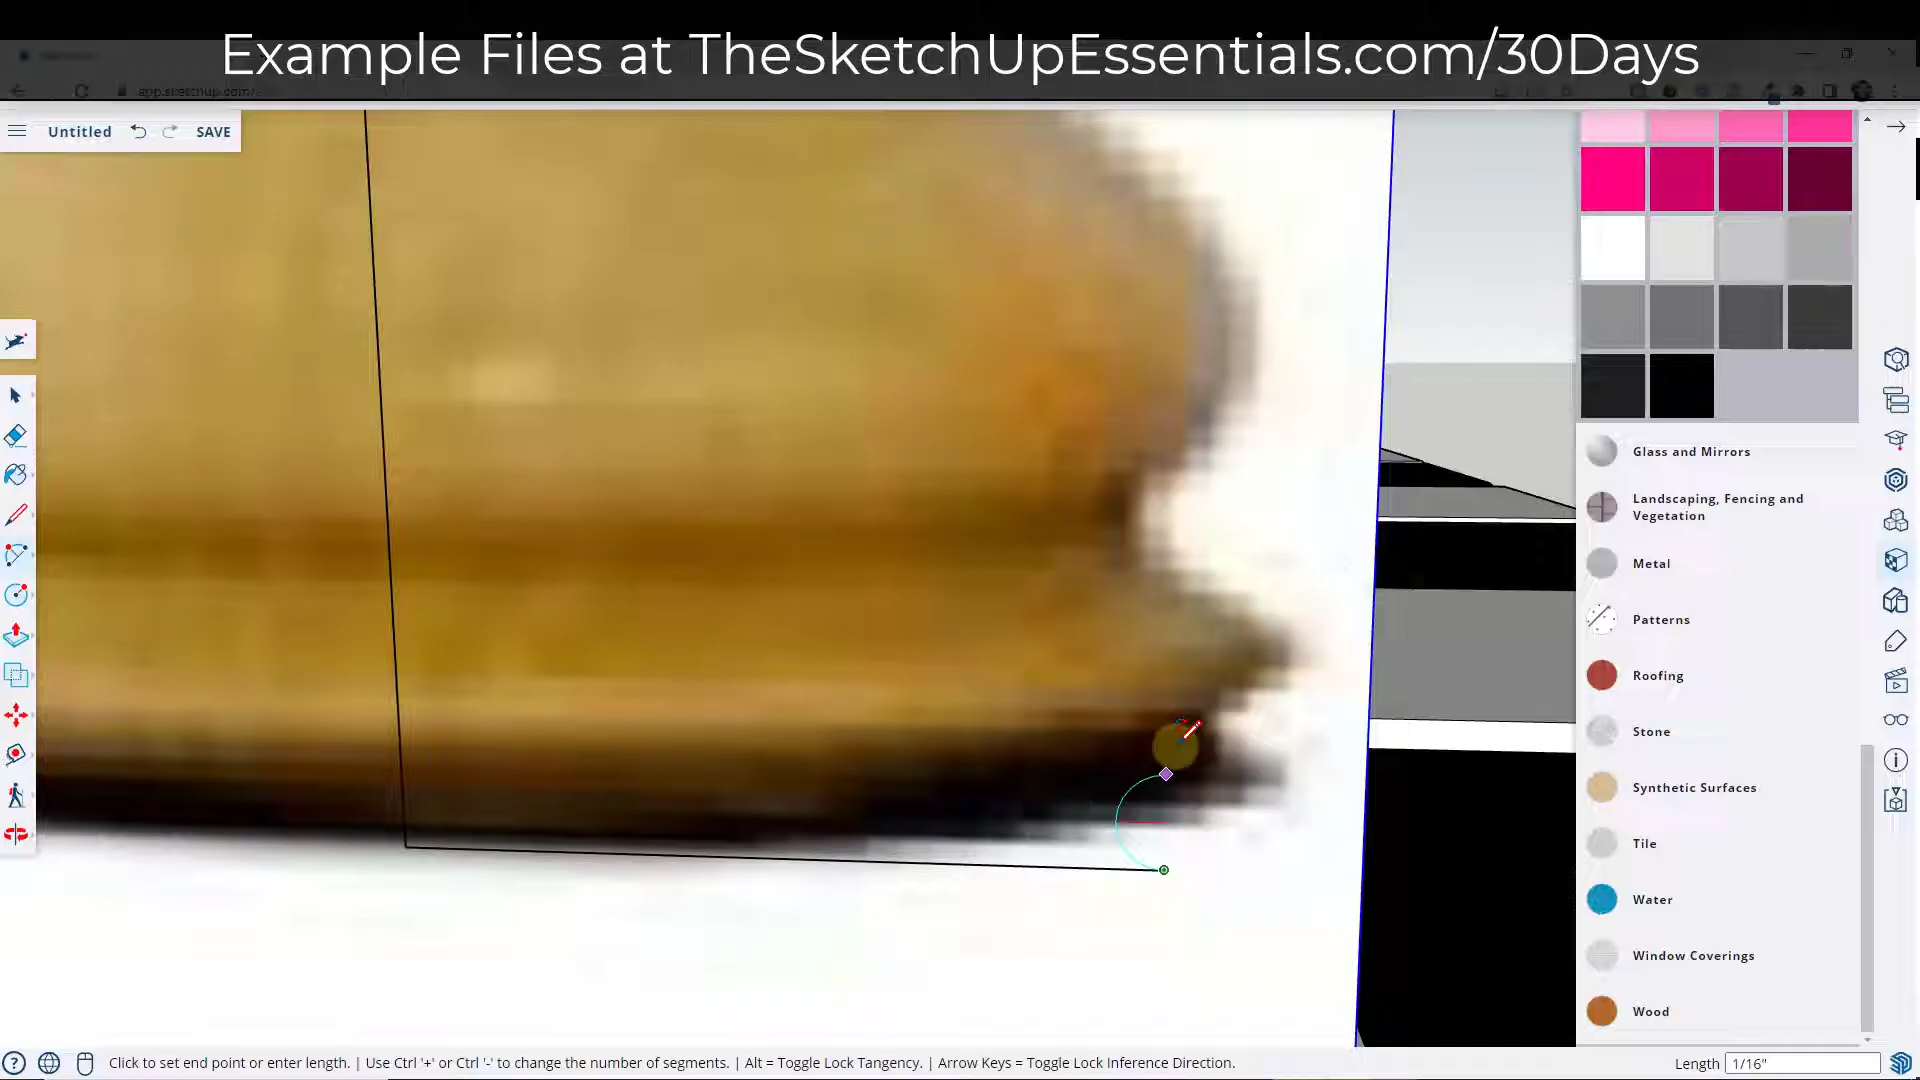 Example Files at TheSketchUpEssentials.com/30Days
app.sketchup.com/
Untitled
SAVE
Glass and Mirrors
Landscaping, Fencing and
Vegetation
Metal
Patterns
Roofing
Stone
Synthetic Surfaces
Tile
Water
Window Coverings
Wood
Click to set end point or enter length. | Use Ctrl '+' or Ctrl '-' to change the number of segments. | Alt = Toggle Lock Tangency. | Arrow Keys = Toggle Lock Inference Direction.
Length 1/16"